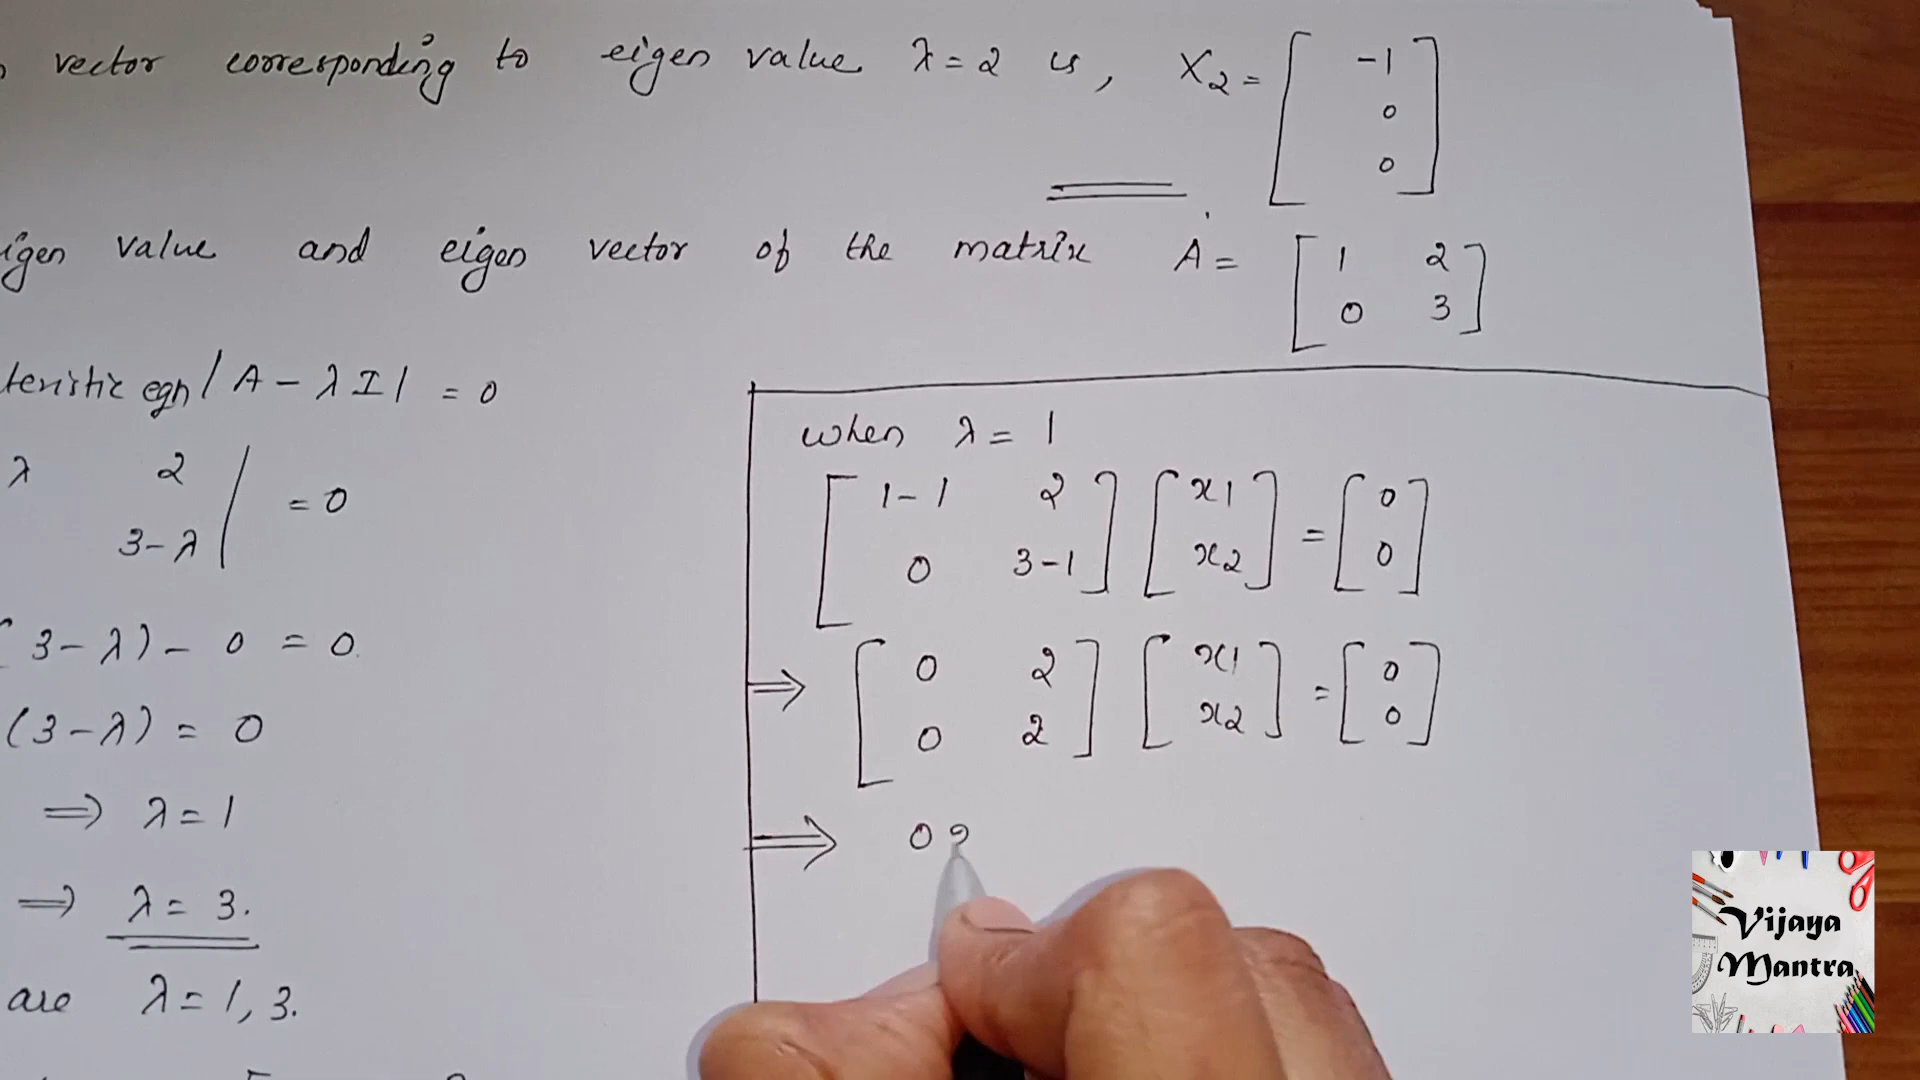 vector corresponding to eigen value λ = 2 is, X2 = [ -1
0
0 ]
eigen value and eigen vector of the matrix A = [ 1 2
0 3 ]
teristic eqn | A - λI | = 0
λ 2
3-λ | = 0
( 3-λ) - 0 = 0.
(3-λ) = 0
⇒ λ = 1
⇒ λ = 3.
are λ = 1, 3.
when λ = 1
[ 1-1 2
0 3-1 ] [ x1
x2 ] = [ 0
0 ]
⇒ [ 0 2
0 2 ] [ x1
x2 ] = [ 0
0 ]
⇒ 0
Vijaya
Mantra